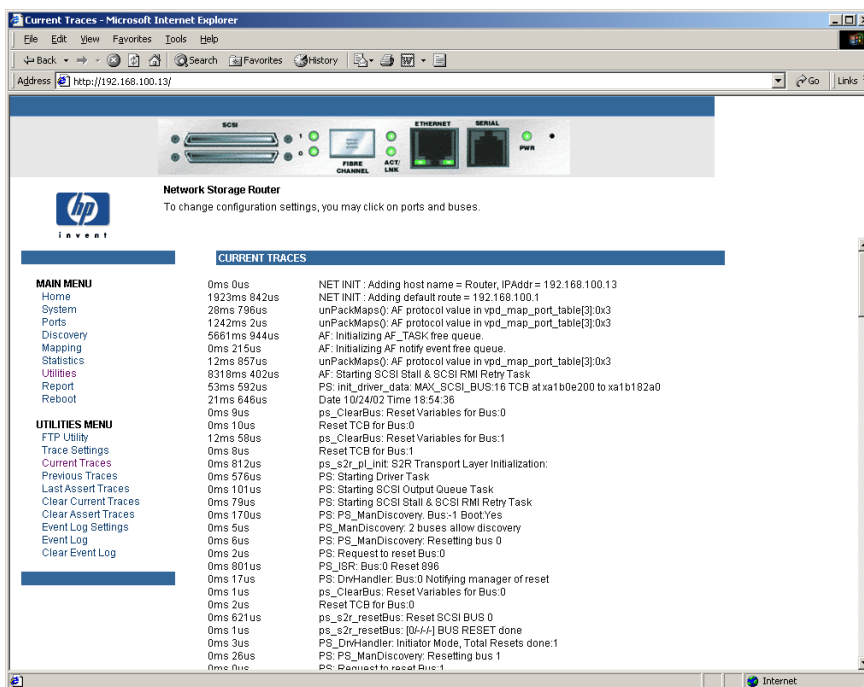 Current Traces - Microsoft Internet Explorer
File Edit View Favorites Tools Help
Back Search Favorites History
Address http://192.168.100.13/ Go Links
SCSI 1 0 FIBRE CHANNEL ACT/ LNK ETHERNET SERIAL PWR
hp
invent
Network Storage Router
To change configuration settings, you may click on ports and buses.
MAIN MENU
Home
System
Ports
Discovery
Mapping
Statistics
Utilities
Report
Reboot
UTILITIES MENU
FTP Utility
Trace Settings
Current Traces
Previous Traces
Last Assert Traces
Clear Current Traces
Clear Assert Traces
Event Log Settings
Event Log
Clear Event Log
CURRENT TRACES
0ms 0us NET INIT : Adding host name = Router, IPAddr = 192.168.100.13
1923ms 842us NET INIT : Adding default route = 192.168.100.1
28ms 796us unPackMaps(): AF protocol value in vpd_map_port_table[3]:0x3
1242ms 2us unPackMaps(): AF protocol value in vpd_map_port_table[3]:0x3
5661ms 944us AF: Initializing AF_TASK free queue.
0ms 215us AF: Initializing AF notify event free queue.
12ms 857us unPackMaps(): AF protocol value in vpd_map_port_table[3]:0x3
8318ms 402us AF: Starting SCSI Stall & SCSI RMI Retry Task
53ms 592us PS: init_driver_data: MAX_SCSI_BUS:16 TCB at xa1b0e200 to xa1b182a0
21ms 646us Date 10/24/02 Time 18:54:36
0ms 9us ps_ClearBus: Reset Variables for Bus:0
0ms 10us Reset TCB for Bus:0
12ms 58us ps_ClearBus: Reset Variables for Bus:1
0ms 8us Reset TCB for Bus:1
0ms 812us ps_s2r_pl_init: S2R Transport Layer Initialization:
0ms 576us PS: Starting Driver Task
0ms 101us PS: Starting SCSI Output Queue Task
0ms 79us PS: Starting SCSI Stall & SCSI RMI Retry Task
0ms 170us PS: PS_ManDiscovery. Bus:-1 Boot:Yes
0ms 5us PS_ManDiscovery: 2 buses allow discovery
0ms 6us PS: PS_ManDiscovery: Resetting bus 0
0ms 2us PS: Request to reset Bus:0
0ms 801us PS_ISR: Bus:0 Reset 896
0ms 17us PS: DrvHandler: Bus:0 Notifying manager of reset
0ms 1us ps_ClearBus: Reset Variables for Bus:0
0ms 2us Reset TCB for Bus:0
0ms 621us ps_s2r_resetBus: Reset SCSI BUS 0
0ms 1us ps_s2r_resetBus: [0/-/-/-] BUS RESET done
0ms 3us PS_DrvHandler: Initiator Mode, Total Resets done:1
0ms 26us PS: PS_ManDiscovery: Resetting bus 1
0ms 0us PS: Request to reset Bus:1
Internet